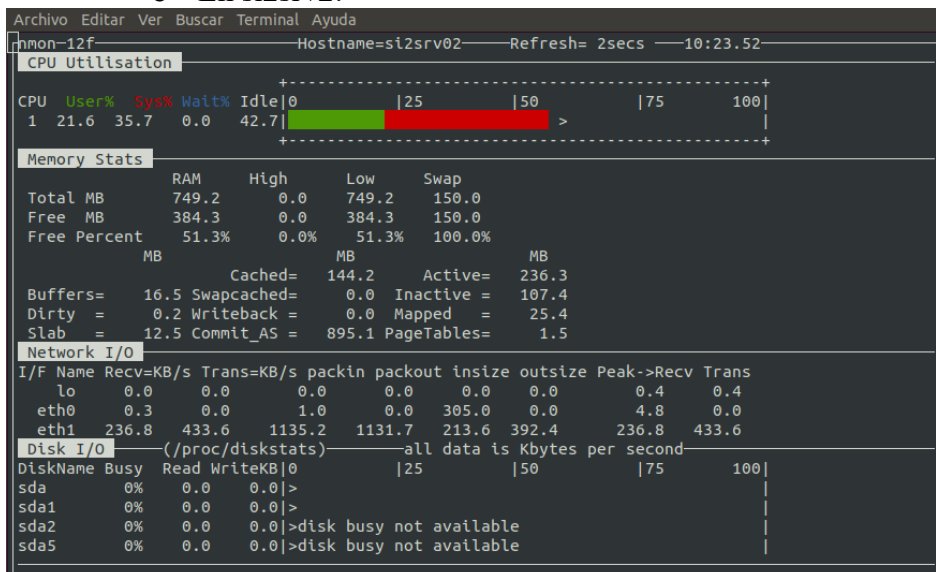 Archivo Editar Ver Buscar Terminal Ayuda
nmon-12f Hostname=si2srv02 Refresh= 2secs 10:23.52
CPU Utilisation
+-------------------------------------------------+
CPU User% Sys% Wait% Idle|0 |25 |50 |75 100|
1 21.6 35.7 0.0 42.7| > |
+-------------------------------------------------+
Memory Stats
RAM High Low Swap
Total MB 749.2 0.0 749.2 150.0
Free MB 384.3 0.0 384.3 150.0
Free Percent 51.3% 0.0% 51.3% 100.0%
MB MB MB
Cached= 144.2 Active= 236.3
Buffers= 16.5 Swapcached= 0.0 Inactive = 107.4
Dirty = 0.2 Writeback = 0.0 Mapped = 25.4
Slab = 12.5 Commit_AS = 895.1 PageTables= 1.5
Network I/O
I/F Name Recv=KB/s Trans=KB/s packin packout insize outsize Peak->Recv Trans
lo 0.0 0.0 0.0 0.0 0.0 0.0 0.4 0.4
eth0 0.3 0.0 1.0 0.0 305.0 0.0 4.8 0.0
eth1 236.8 433.6 1135.2 1131.7 213.6 392.4 236.8 433.6
Disk I/O (/proc/diskstats) all data is Kbytes per second
DiskName Busy Read WriteKB|0 |25 |50 |75 100|
sda 0% 0.0 0.0|> |
sda1 0% 0.0 0.0|> |
sda2 0% 0.0 0.0|>disk busy not available |
sda5 0% 0.0 0.0|>disk busy not available |